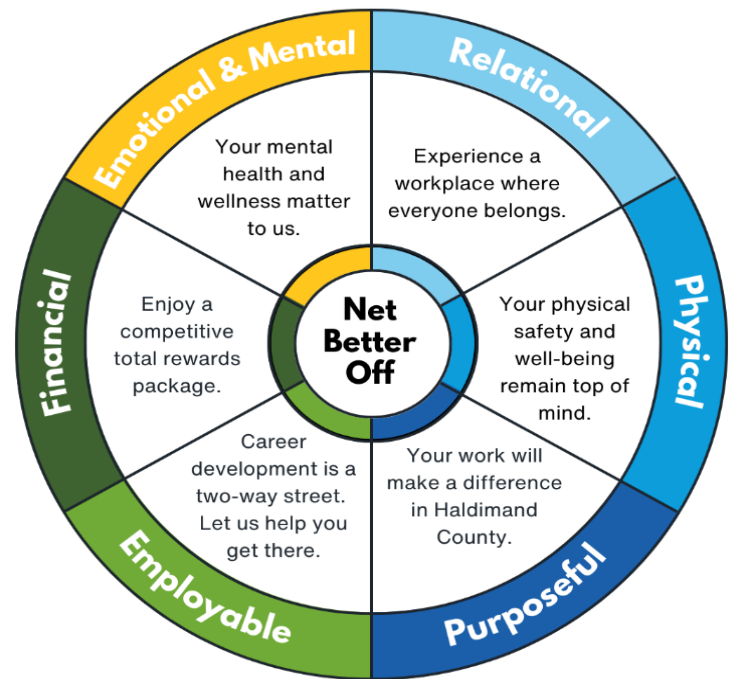 Emotional & Mental
Your mental
health and
wellness matter
to us.
Relational
Experience a
workplace where
everyone belongs.
Physical
Your physical
safety and
well-being
remain top of
mind.
Purposeful
Your work will
make a difference
in Haldimand
County.
Employable
Career
development is a
two-way street.
Let us help you
get there.
Financial
Enjoy a
competitive
total rewards
package.
Net
Better
Off